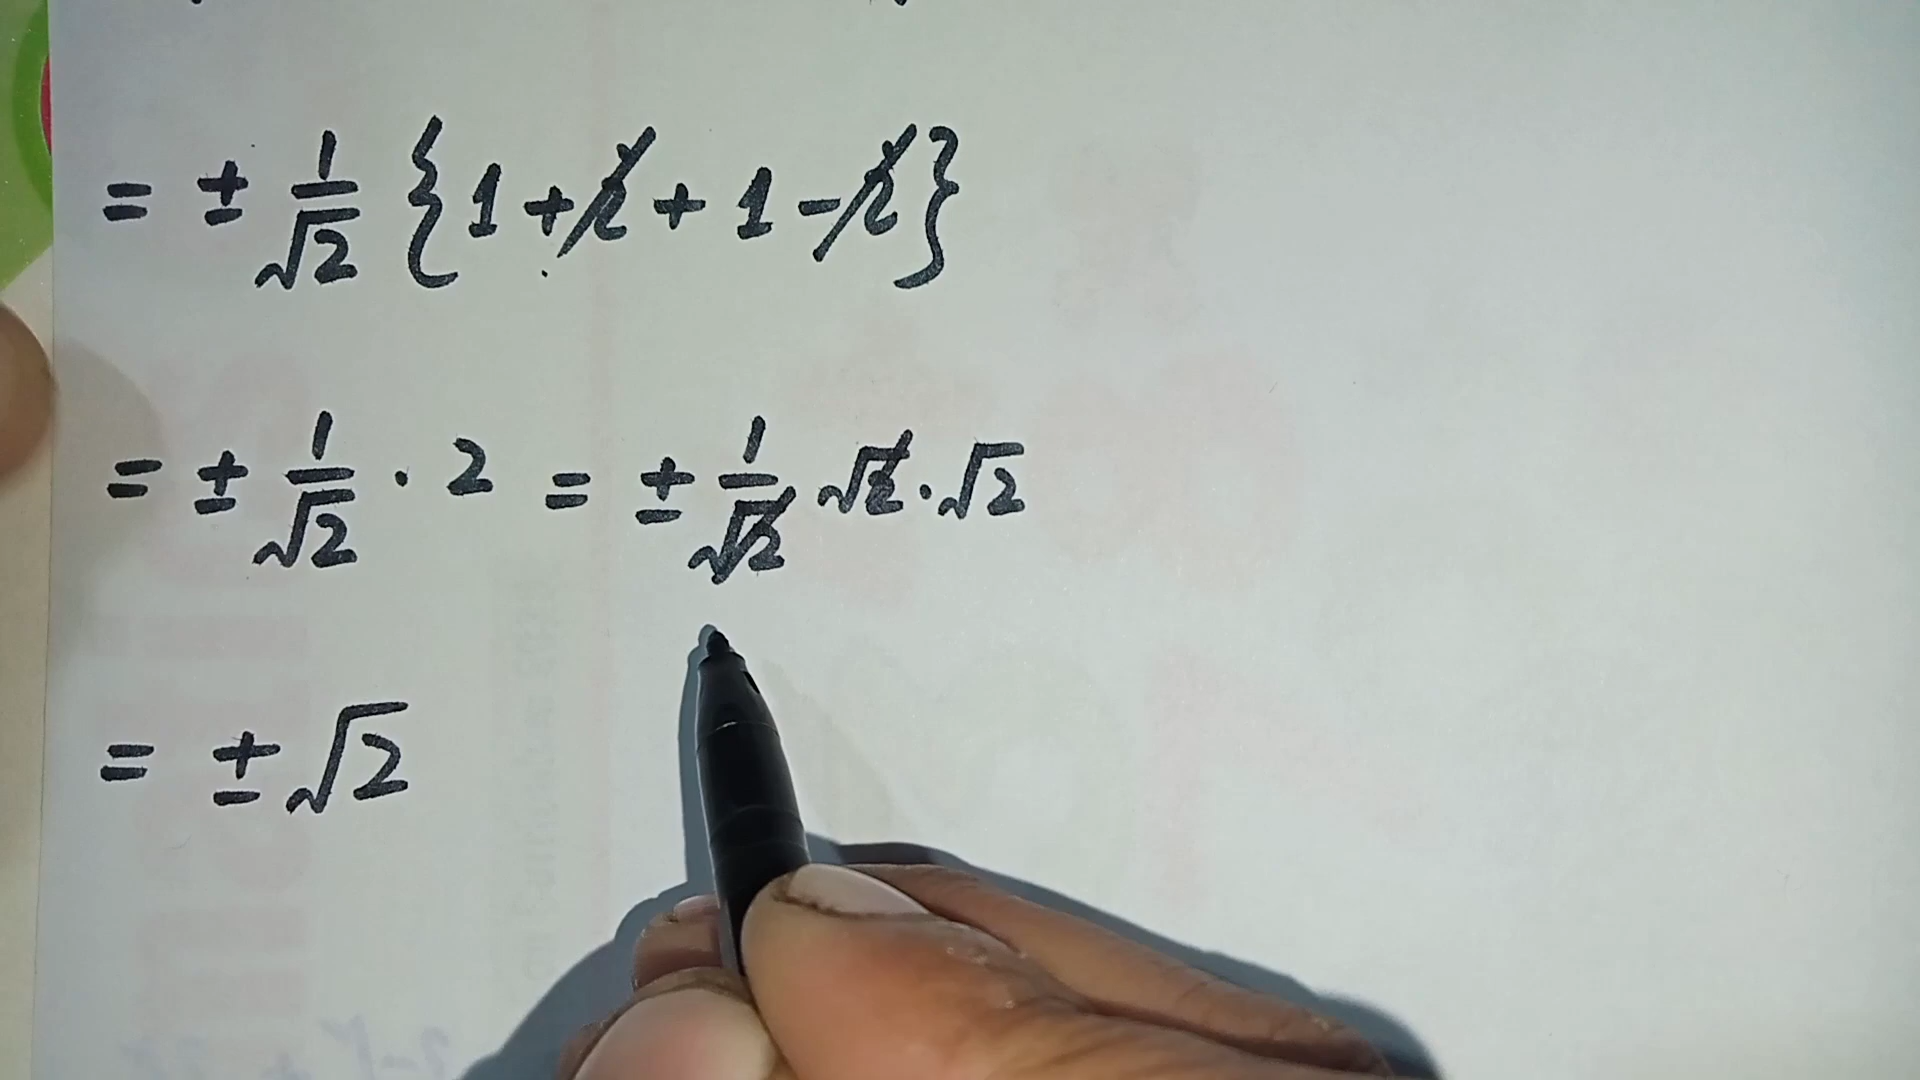 = ± 1/√2 {1 + i + 1 - i}
= ± 1/√2 · 2 = ± 1/√2 √2 · √2
= ± √2